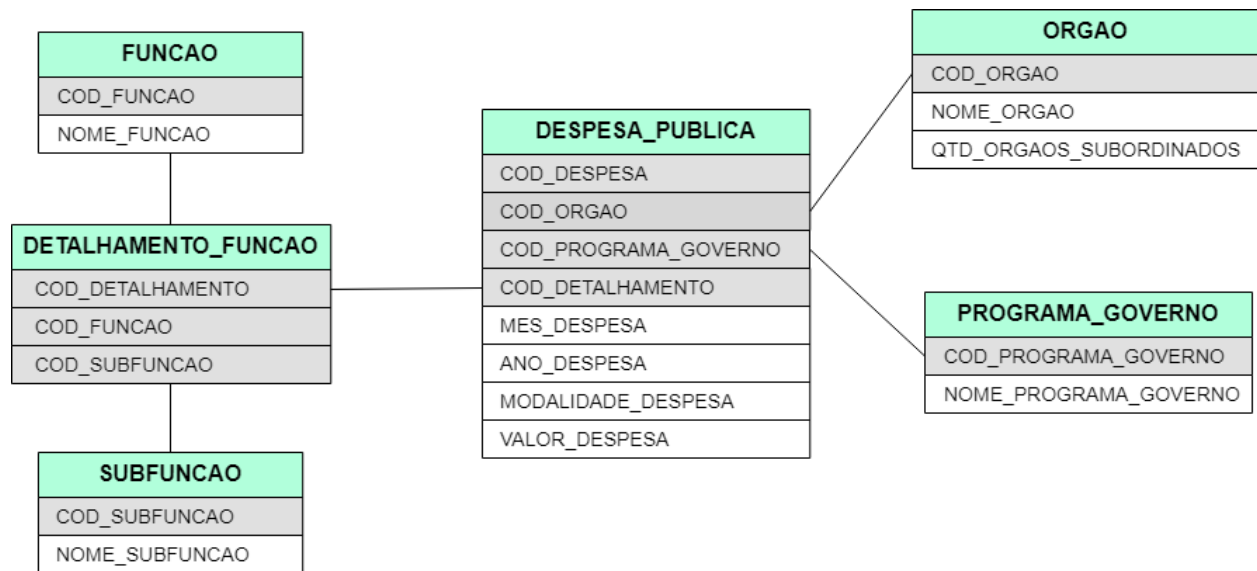 FUNCAO
COD_FUNCAO
NOME_FUNCAO
DETALHAMENTO_FUNCAO
COD_DETALHAMENTO
COD_FUNCAO
COD_SUBFUNCAO
SUBFUNCAO
COD_SUBFUNCAO
NOME_SUBFUNCAO
DESPESA_PUBLICA
COD_DESPESA
COD_ORGAO
COD_PROGRAMA_GOVERNO
COD_DETALHAMENTO
MES_DESPESA
ANO_DESPESA
MODALIDADE_DESPESA
VALOR_DESPESA
ORGAO
COD_ORGAO
NOME_ORGAO
QTD_ORGAOS_SUBORDINADOS
PROGRAMA_GOVERNO
COD_PROGRAMA_GOVERNO
NOME_PROGRAMA_GOVERNO